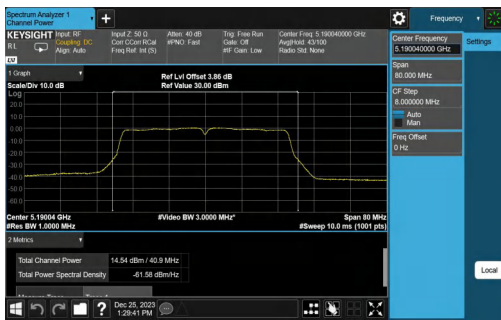 Spectrum Analyzer 1
Channel Power
Frequency
KEYSIGHT
RL
Input: RF
Coupling: DC
Align: Auto
Input Z: 50 Ω
Corr CCorr RCal
Freq Ref: Int (S)
Atten: 40 dB
#PNO: Fast
Trig: Free Run
Gate: Off
#IF Gain: Low
Center Freq: 5.190040000 GHz
Avg|Hold: 43/100
Radio Std: None
Center Frequency
5.190040000 GHz
Settings
Span
80.000 MHz
CF Step
8.000000 MHz
Auto
Man
Freq Offset
0 Hz
Local
1 Graph
Scale/Div 10.0 dB
Ref Lvl Offset 3.86 dB
Ref Value 30.00 dBm
Log
20.0
10.0
0.00
-10.0
-20.0
-30.0
-40.0
-50.0
-60.0
Center 5.19004 GHz
#Res BW 1.0000 MHz
#Video BW 3.0000 MHz*
Span 80 MHz
#Sweep 10.0 ms (1001 pts)
2 Metrics
Total Channel Power
14.54 dBm / 40.9 MHz
Total Power Spectral Density
-61.58 dBm/Hz
Dec 25, 2023
1:29:41 PM